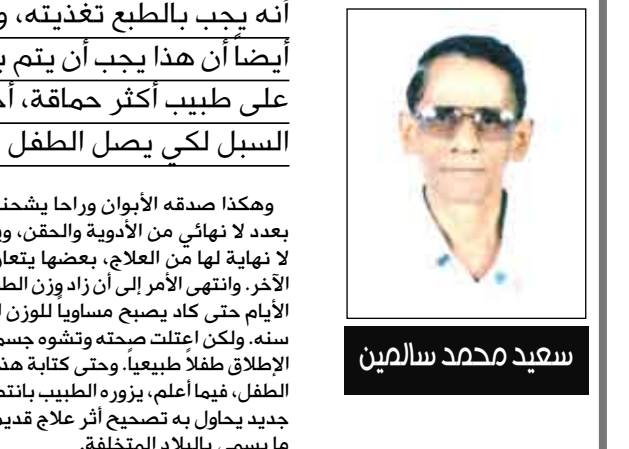 أنه يجب بالطبع تغذيته، و
أيضاً أن هذا يجب أن يتم ب
على طبيب أكثر حماقة، أ
السبل لكي يصل الطفل
وهكذا صدقه الأبوان وراحا يشحنا
بعدد لا نهائي من الأدوية والحقن، و
لا نهاية لها من العلاج، بعضها يتعا
الآخر. وانتهى الأمر إلى أن زاد وزن الط
الأيام حتى كاد يصبح مساوياً للوزن ا
سنه. ولكن اعتلت صحته وتشوه جسم
الإطلاق طفلاً طبيعياً. وحتى كتابة هذ
الطفل، فيما أعلم، يزوره الطبيب بانتظ
جديد يحاول به تصحيح أثر علاج قديم
ما يسمى بالبلاد المتخلفة.
سعيد محمد سالمين